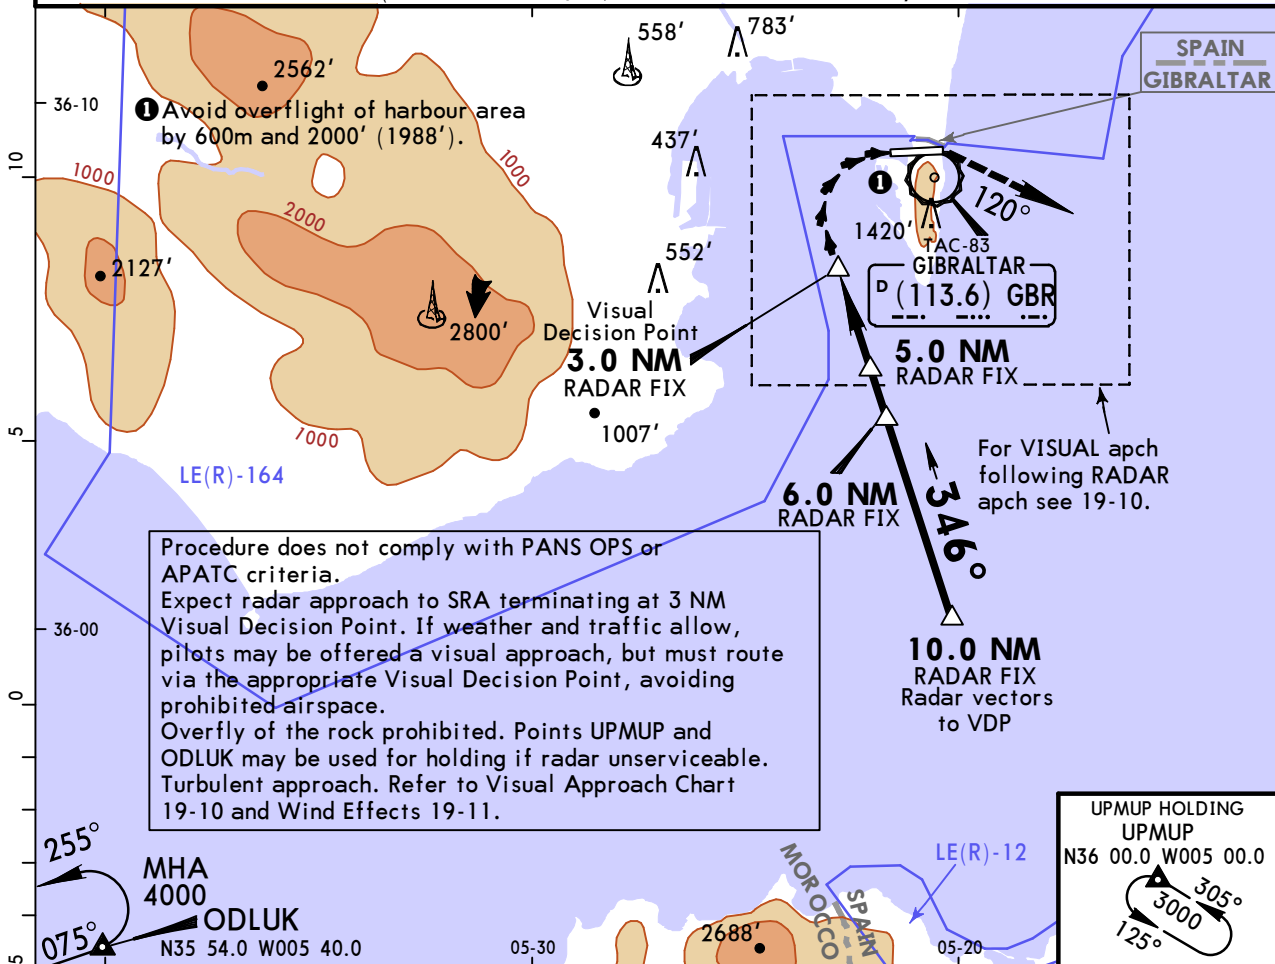 558'
783'
SPAIN
GIBRALTAR
2562'
36-10
1 Avoid overflight of harbour area
by 600m and 2000' (1988').
437'
1000
10
1000
1
120°
2000
1420'
TAC-83
GIBRALTAR
D (113.6) GBR
552'
2127'
2800'
Visual
Decision Point
3.0 NM
RADAR FIX
5.0 NM
RADAR FIX
1007'
1000
5
LE(R)-164
For VISUAL apch
following RADAR
apch see 19-10.
6.0 NM
RADAR FIX
346°
Procedure does not comply with PANS OPS or
APATC criteria.
Expect radar approach to SRA terminating at 3 NM
Visual Decision Point. If weather and traffic allow,
pilots may be offered a visual approach, but must route
via the appropriate Visual Decision Point, avoiding
prohibited airspace.
Overfly of the rock prohibited. Points UPMUP and
ODLUK may be used for holding if radar unserviceable.
Turbulent approach. Refer to Visual Approach Chart
19-10 and Wind Effects 19-11.
36-00
10.0 NM
RADAR FIX
Radar vectors
to VDP
0
UPMUP HOLDING
UPMUP
N36 00.0 W005 00.0
305°
3000
125°
255°
MHA
4000
ODLUK
075°
N35 54.0 W005 40.0
LE(R)-12
MOROCCO
SPAIN
2688'
05-30
05-20
5